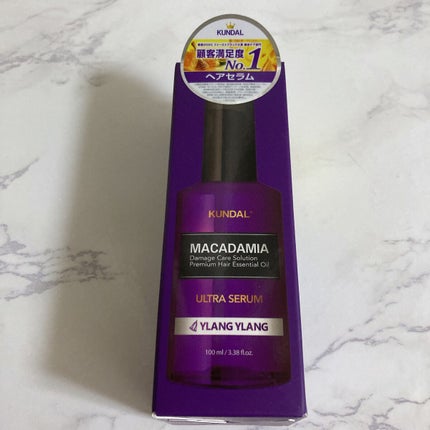 KUNDAL
顧客満足度
No.1
ヘアセラム
KUNDAL
MACADAMIA
Damage Care Solution
Premium Hair Essential Oil
ULTRA SERUM
YLANG YLANG
100 ml / 3.38 fl.oz.